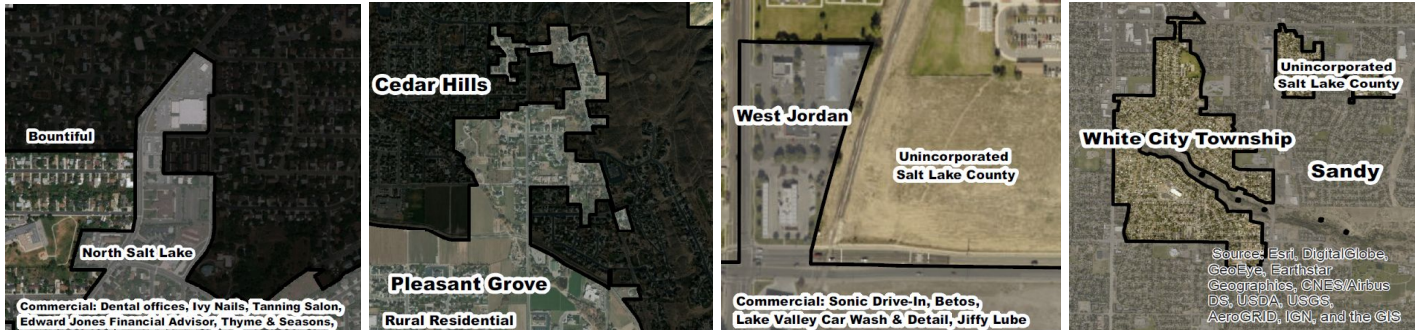 Bountiful
North Salt Lake
Commercial: Dental offices, Ivy Nails, Tanning Salon,
Edward Jones Financial Advisor, Thyme & Seasons,
Cedar Hills
Pleasant Grove
Rural Residential
West Jordan
Unincorporated
Salt Lake County
Commercial: Sonic Drive-In, Betos,
Lake Valley Car Wash & Detail, Jiffy Lube
Unincorporated
Salt Lake County
White City Township
Sandy
Source: Esri, DigitalGlobe,
GeoEye, Earthstar
Geographics, CNES/Airbus
DS, USDA, USGS,
AeroGRID, IGN, and the GIS